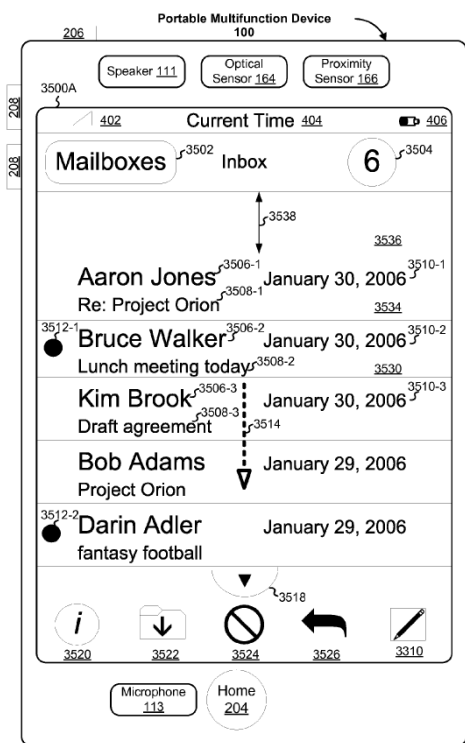 Portable Multifunction Device
100
206
Speaker 111
Optical
Sensor 164
Proximity
Sensor 166
3500A
208
208
402
Current Time 404
406
Mailboxes
3502
Inbox
6
3504
3538
3536
Aaron Jones
3506-1
January 30, 2006
3510-1
Re: Project Orion
3508-1
3534
3512-1
Bruce Walker
3506-2
January 30, 2006
3510-2
Lunch meeting today
3508-2
3530
Kim Brook
3506-3
January 30, 2006
3510-3
Draft agreement
3508-3
3514
Bob Adams
January 29, 2006
Project Orion
3512-2
Darin Adler
January 29, 2006
fantasy football
3518
i
3520
3522
3524
3526
3310
Microphone
113
Home
204